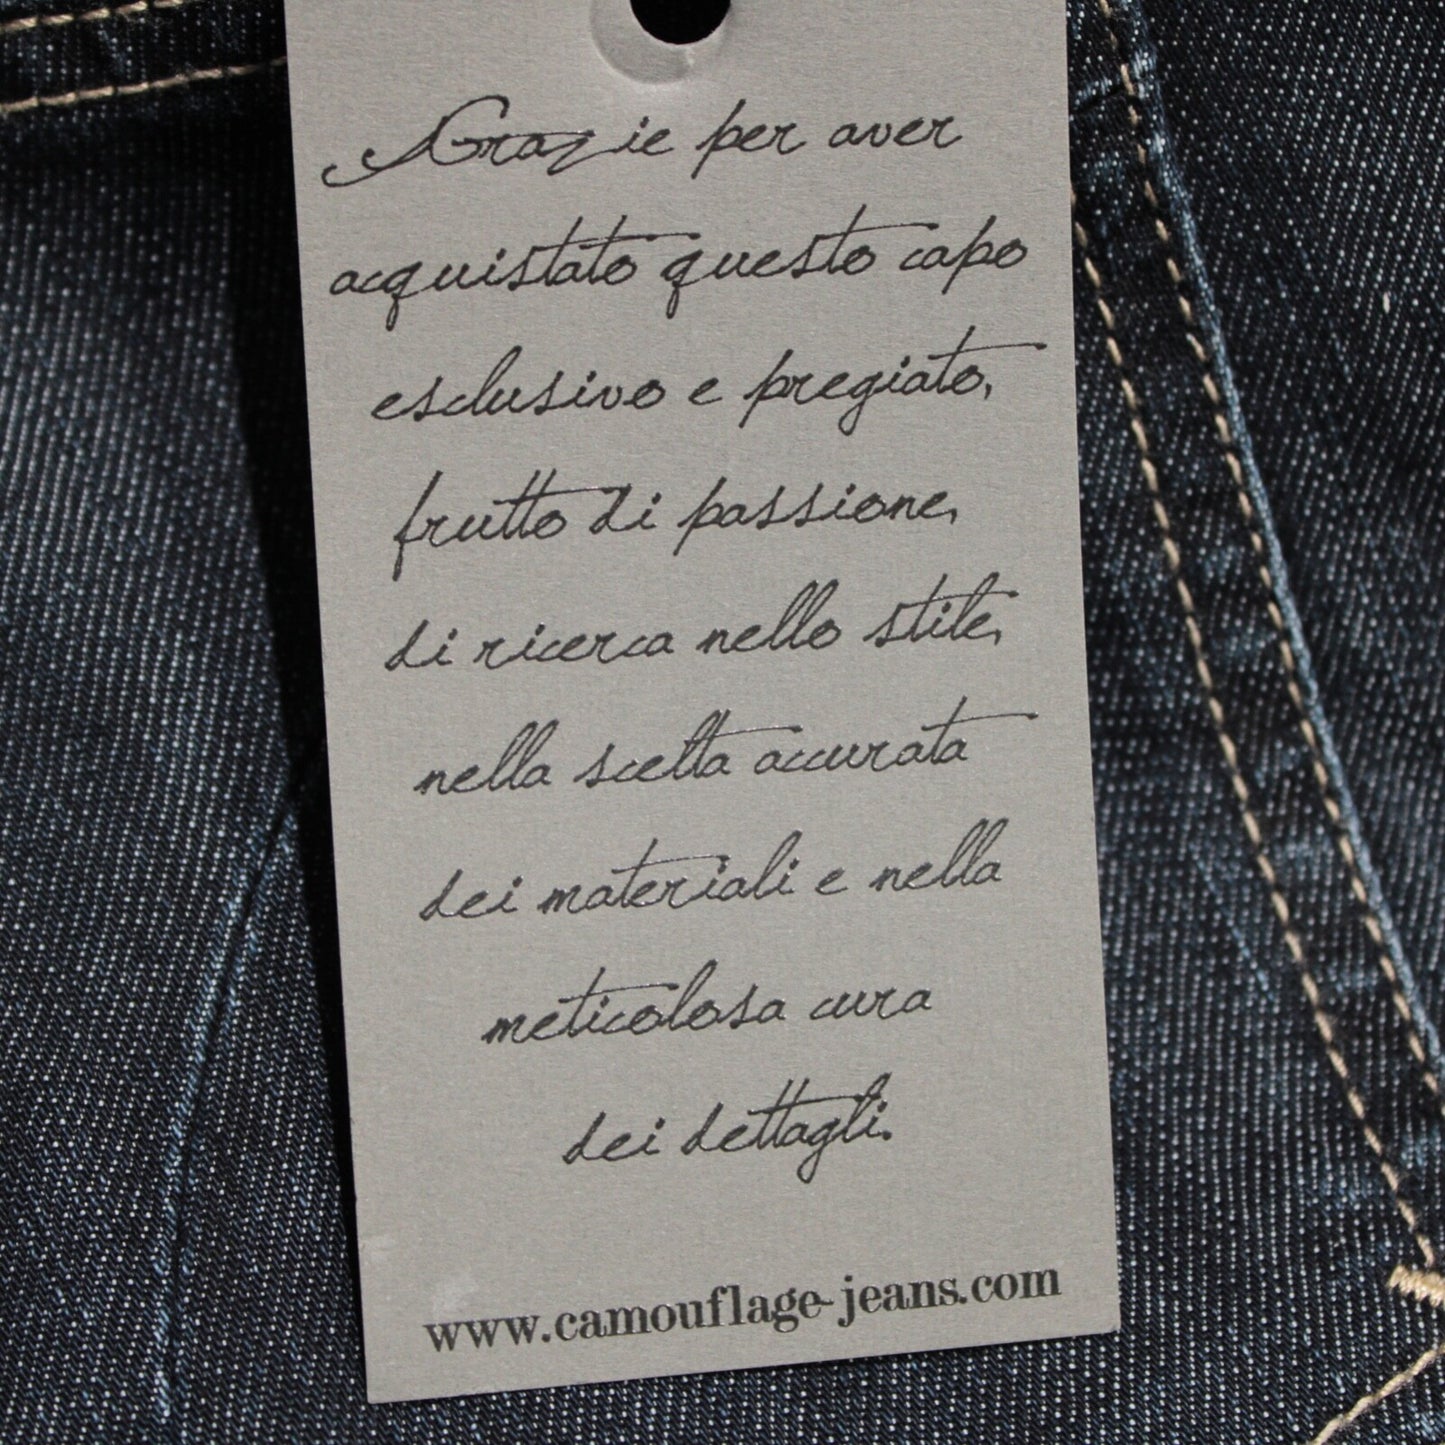 Grazie per aver
acquistato questo capo
esclusivo e pregiato,
frutto di passione,
di ricerca nello stile,
nella scelta accurata
dei materiali e nella
meticolosa cura
dei dettagli.
www.camouflage-jeans.com